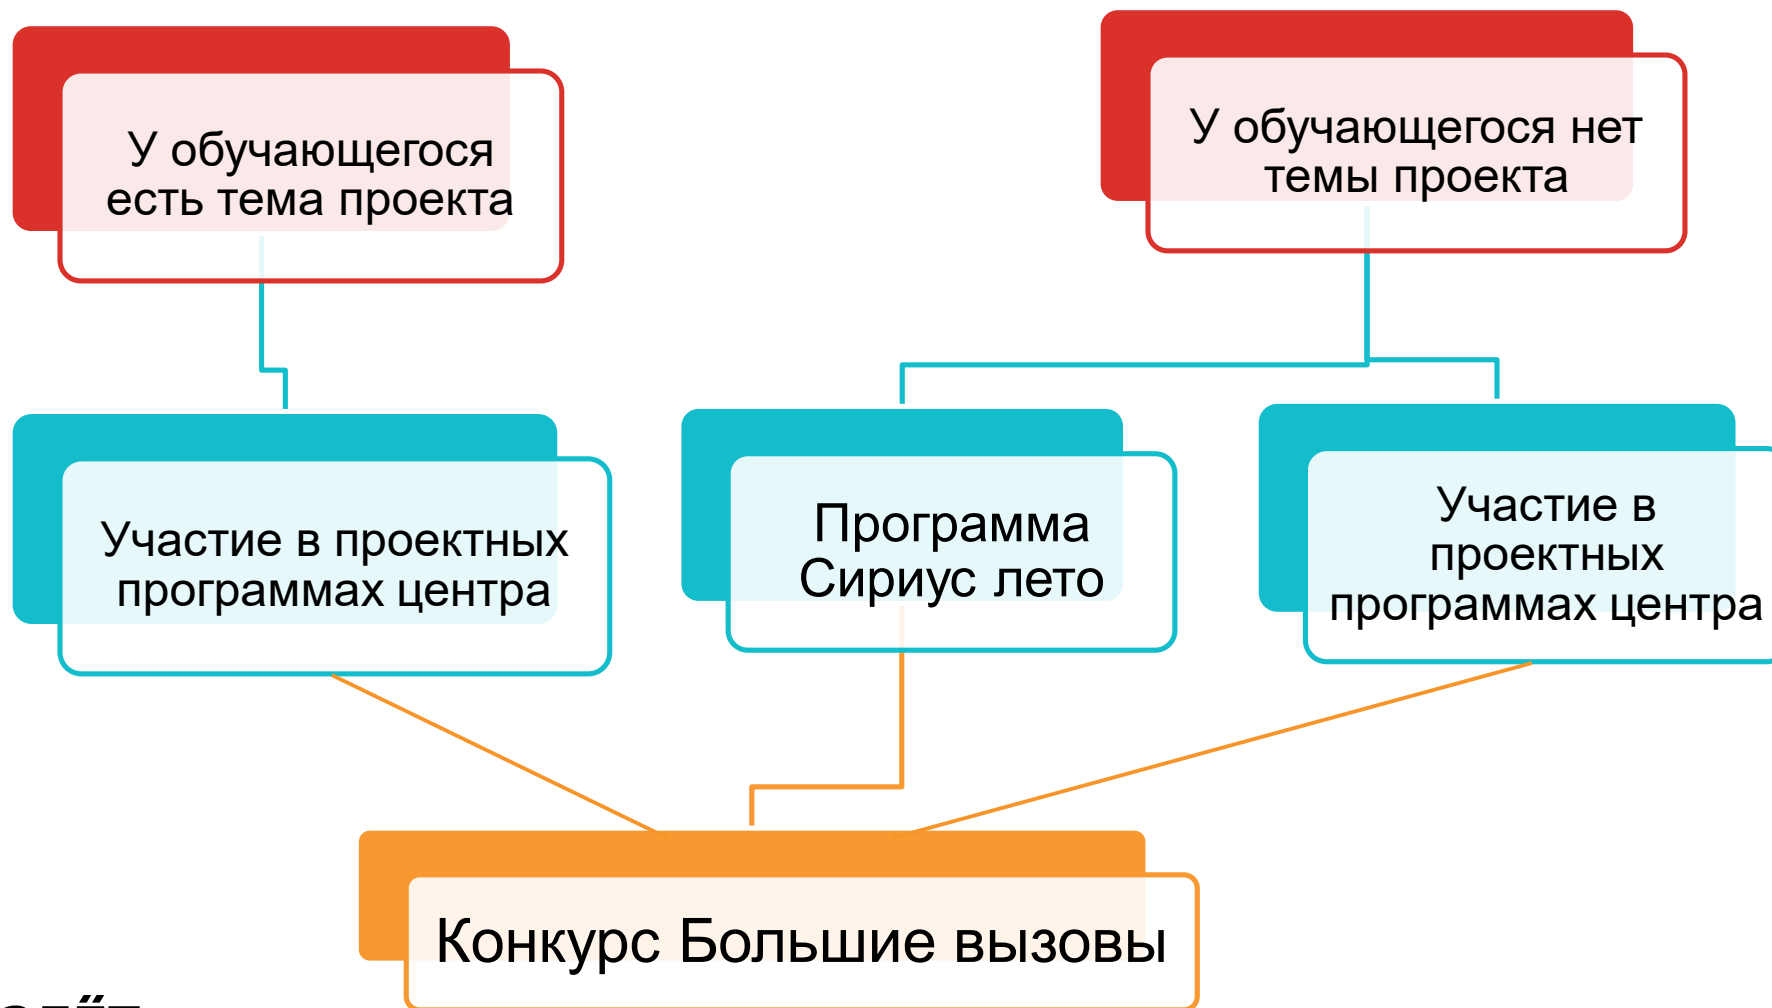 У обучающегося
есть тема проекта
У обучающегося нет
темы проекта
Участие в проектных
программах центра
Программа
Сириус лето
Участие в
проектных
программах центра
Конкурс Большие вызовы